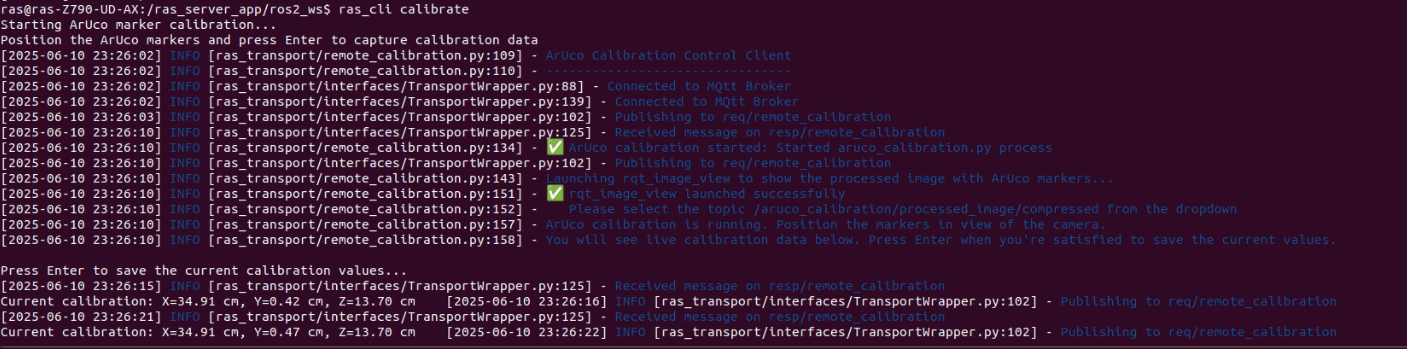 ras@ras-Z790-UD-AX:/ras_server_app/ros2_ws$ ras_cli calibrate
Starting ArUco marker calibration...
Position the ArUco markers and press Enter to capture calibration data
[2025-06-10 23:26:02] INFO [ras_transport/remote_calibration.py:109] - ArUco Calibration Control Client
[2025-06-10 23:26:02] INFO [ras_transport/remote_calibration.py:110] - --------------------------------
[2025-06-10 23:26:02] INFO [ras_transport/interfaces/TransportWrapper.py:88] - Connected to MQtt Broker
[2025-06-10 23:26:02] INFO [ras_transport/interfaces/TransportWrapper.py:139] - Connected to MQtt Broker
[2025-06-10 23:26:03] INFO [ras_transport/interfaces/TransportWrapper.py:102] - Publishing to req/remote_calibration
[2025-06-10 23:26:10] INFO [ras_transport/interfaces/TransportWrapper.py:125] - Received message on resp/remote_calibration
[2025-06-10 23:26:10] INFO [ras_transport/remote_calibration.py:134] - ✅ ArUco calibration started: Started aruco_calibration.py process
[2025-06-10 23:26:10] INFO [ras_transport/interfaces/TransportWrapper.py:102] - Publishing to req/remote_calibration
[2025-06-10 23:26:10] INFO [ras_transport/remote_calibration.py:143] - Launching rqt_image_view to show the processed image with ArUco markers...
[2025-06-10 23:26:10] INFO [ras_transport/remote_calibration.py:151] - ✅ rqt_image_view launched successfully
[2025-06-10 23:26:10] INFO [ras_transport/remote_calibration.py:152] -    Please select the topic /aruco_calibration/processed_image/compressed from the dropdown
[2025-06-10 23:26:10] INFO [ras_transport/remote_calibration.py:157] - ArUco calibration is running. Position the markers in view of the camera.
[2025-06-10 23:26:10] INFO [ras_transport/remote_calibration.py:158] - You will see live calibration data below. Press Enter when you're satisfied to save the current values.
Press Enter to save the current calibration values...
[2025-06-10 23:26:15] INFO [ras_transport/interfaces/TransportWrapper.py:125] - Received message on resp/remote_calibration
Current calibration: X=34.91 cm, Y=0.42 cm, Z=13.70 cm    [2025-06-10 23:26:16] INFO [ras_transport/interfaces/TransportWrapper.py:102] - Publishing to req/remote_calibration
[2025-06-10 23:26:21] INFO [ras_transport/interfaces/TransportWrapper.py:125] - Received message on resp/remote_calibration
Current calibration: X=34.91 cm, Y=0.47 cm, Z=13.70 cm    [2025-06-10 23:26:22] INFO [ras_transport/interfaces/TransportWrapper.py:102] - Publishing to req/remote_calibration